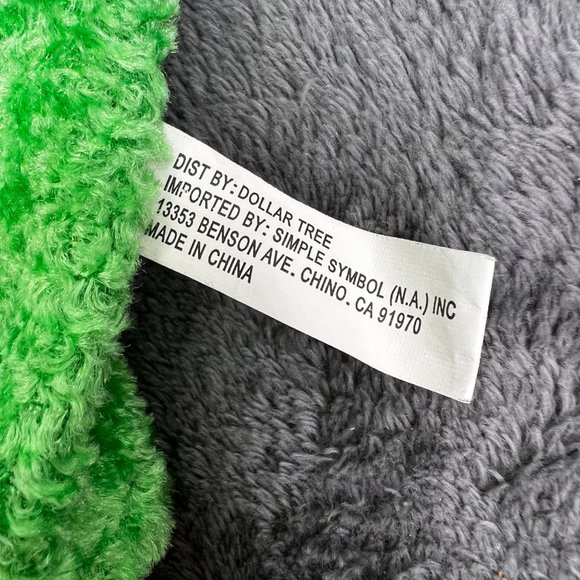 DIST BY: DOLLAR TREE
IMPORTED BY: SIMPLE SYMBOL (N.A.) INC
13353 BENSON AVE. CHINO. CA 91970
MADE IN CHINA